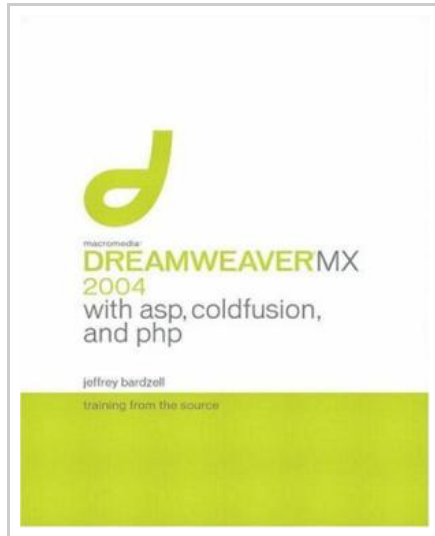 macromedia®
DREAMWEAVERMX
2004
with asp, coldfusion,
and php
jeffrey bardzell
training from the source